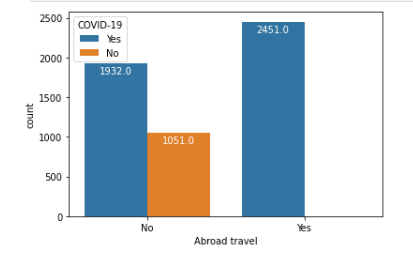 2500
2000
1500
1000
500
0
count
COVID-19
Yes
No
1932.0
1051.0
2451.0
No
Yes
Abroad travel